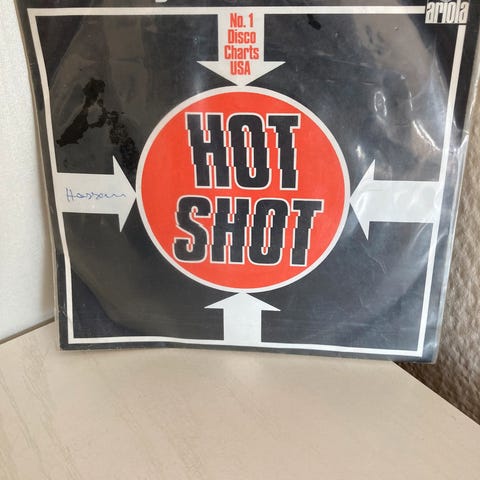 ariola
No. 1
Disco
Charts
USA
HOT
SHOT